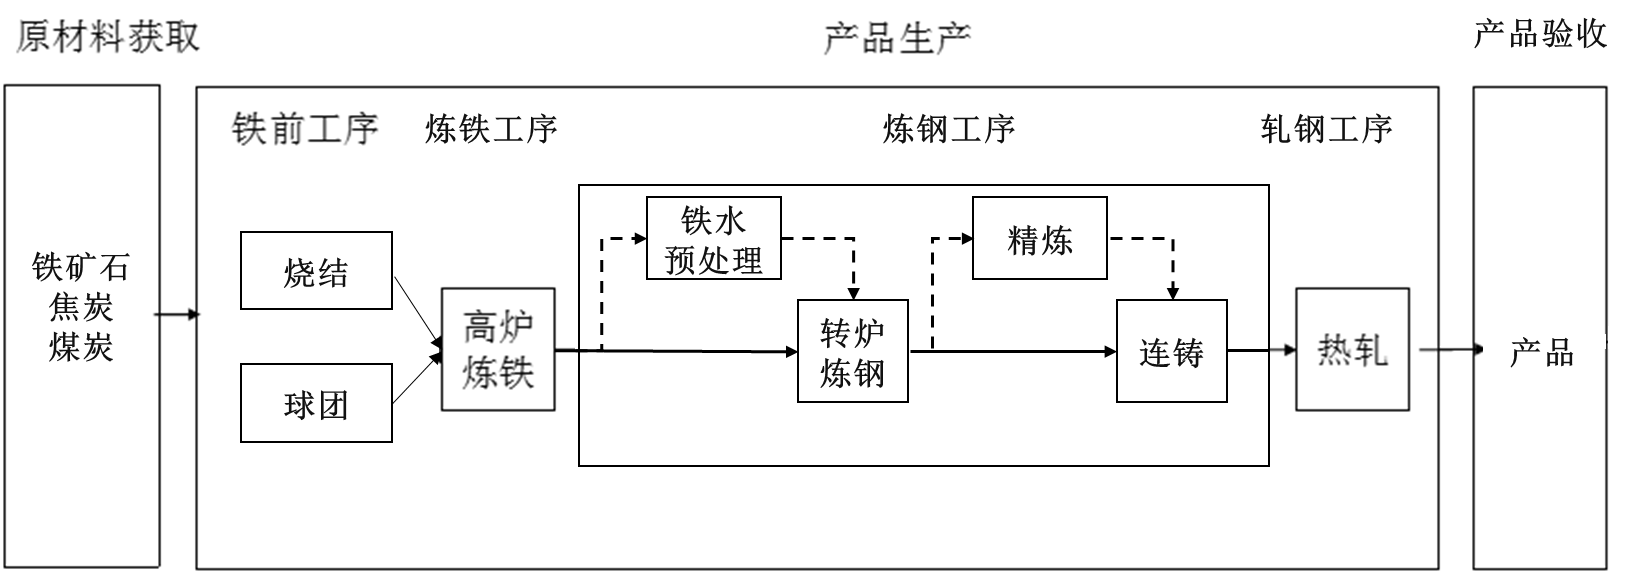 原材料获取
产品生产
产品验收
铁前工序
炼铁工序
炼钢工序
轧钢工序
铁矿石
焦炭
煤炭
烧结
球团
高炉
炼铁
铁水
预处理
转炉
炼钢
精炼
连铸
热轧
产品